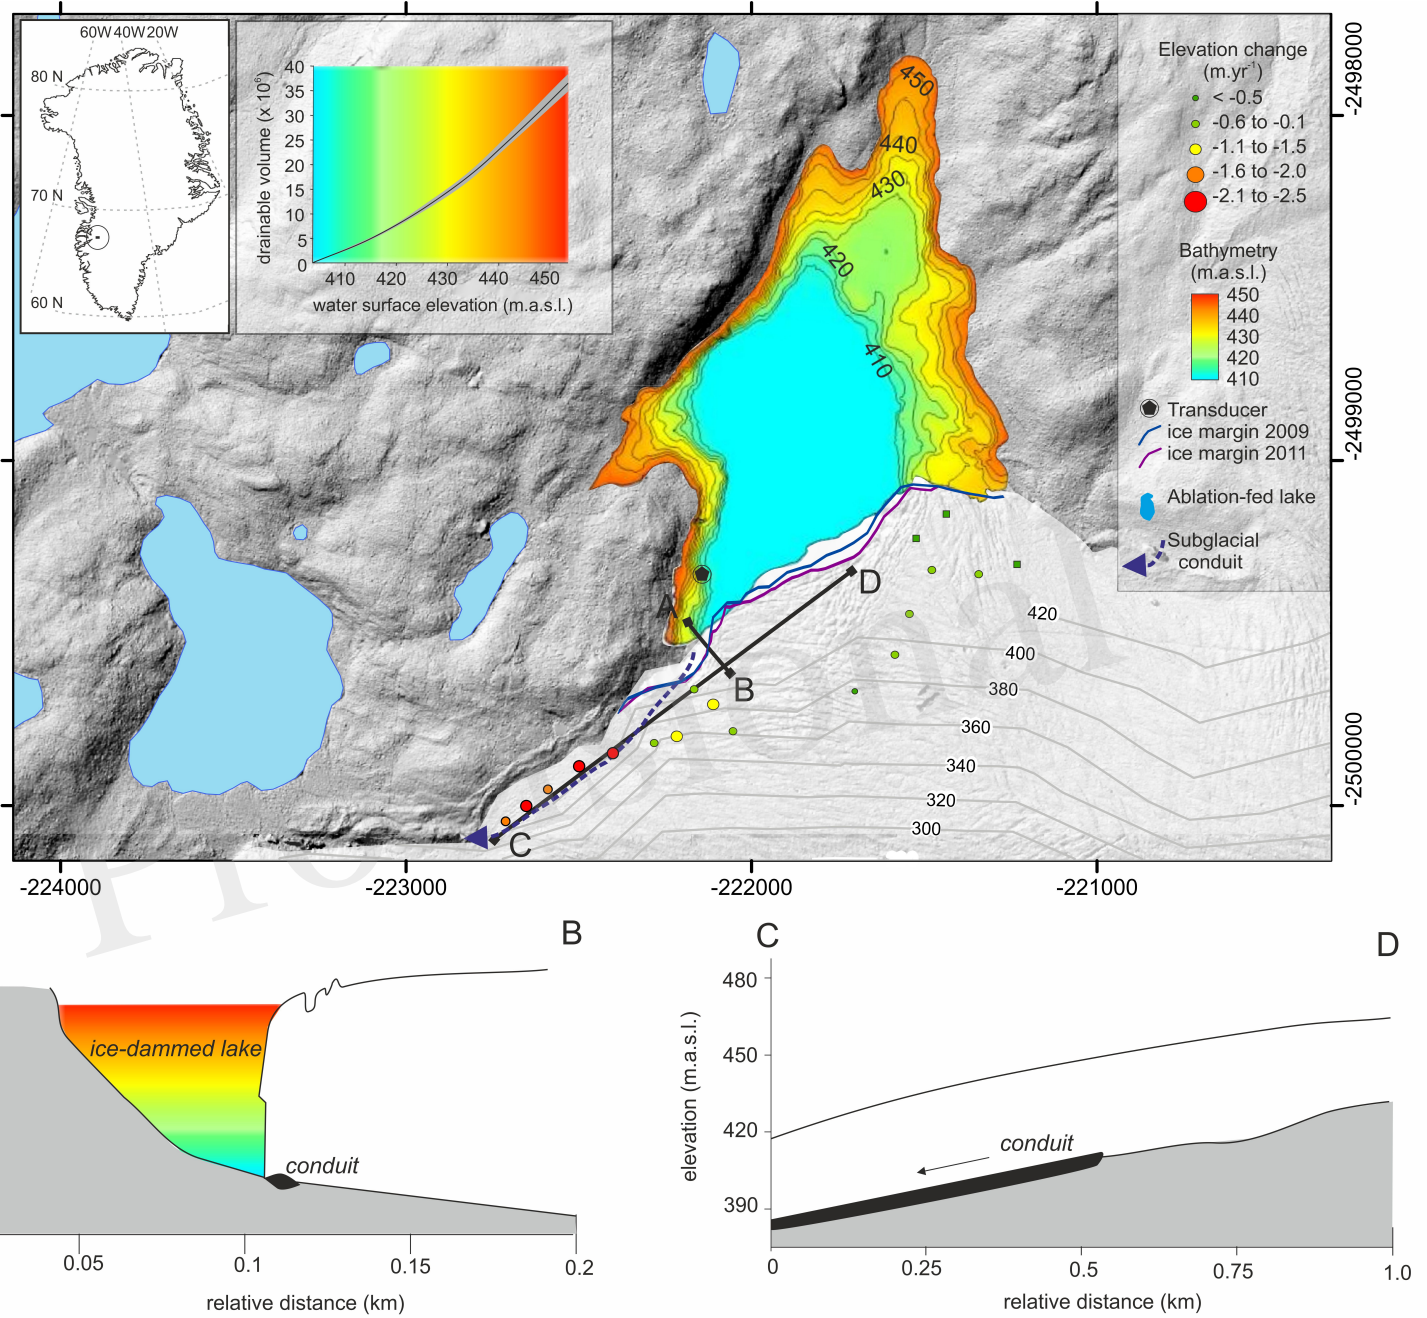 60W 40W 20W
80 N
70 N
60 N
drainable volume (x 10⁶)
40
35
30
25
20
15
10
5
0
410 420 430 440 450
water surface elevation (m.a.s.l.)
450
440
430
420
410
A
B
D
C
420
400
380
360
340
320
300
Elevation change
(m.yr⁻¹)
< -0.5
-0.6 to -0.1
-1.1 to -1.5
-1.6 to -2.0
-2.1 to -2.5
Bathymetry
(m.a.s.l.)
450
440
430
420
410
Transducer
ice margin 2009
ice margin 2011
Ablation-fed lake
Subglacial
conduit
-2498000
-2499000
-2500000
-224000 -223000 -222000 -221000
B
ice-dammed lake
conduit
0.05 0.1 0.15 0.2
relative distance (km)
C D
elevation (m.a.s.l.)
480
450
420
390
conduit
0 0.25 0.5 0.75 1.0
relative distance (km)